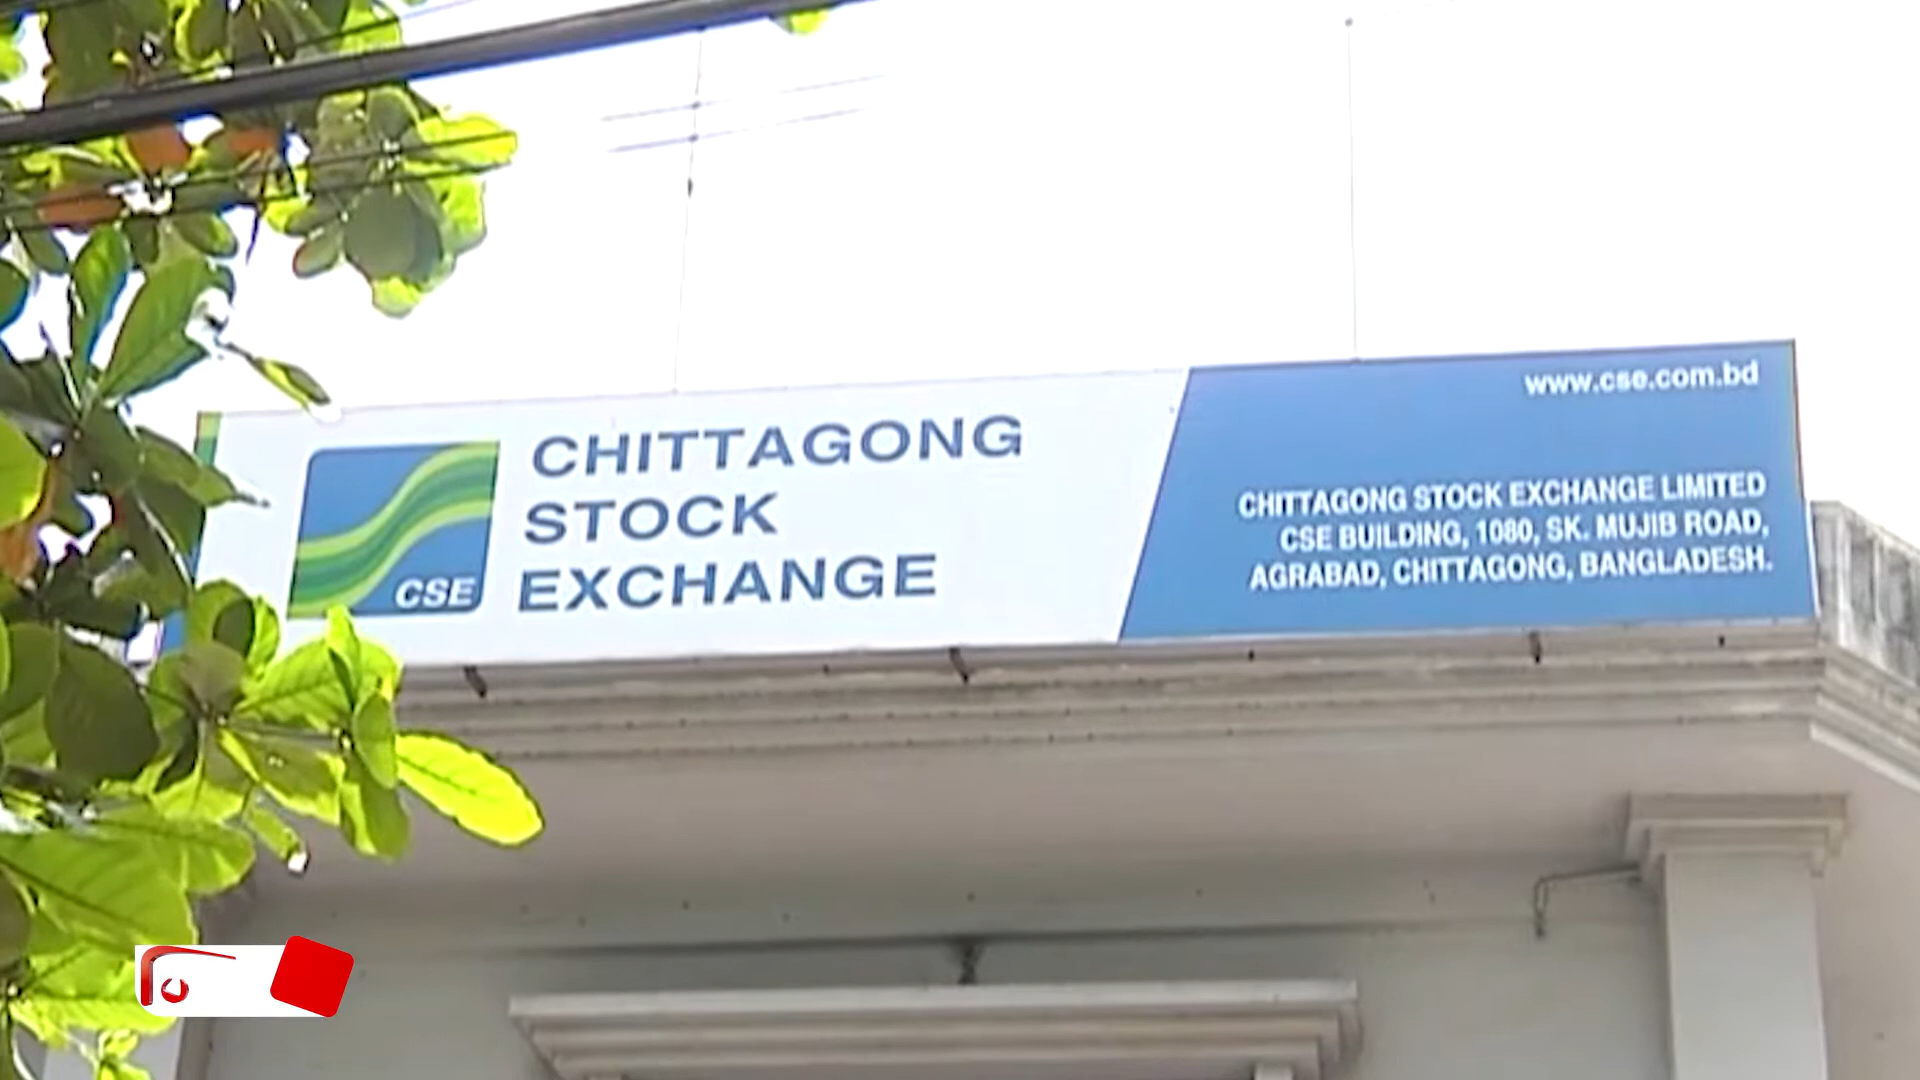 CHITTAGONG
STOCK
EXCHANGE
CSE
www.cse.com.bd
CHITTAGONG STOCK EXCHANGE LIMITED
CSE BUILDING, 1080, SK. MUJIB ROAD,
AGRABAD, CHITTAGONG, BANGLADESH.